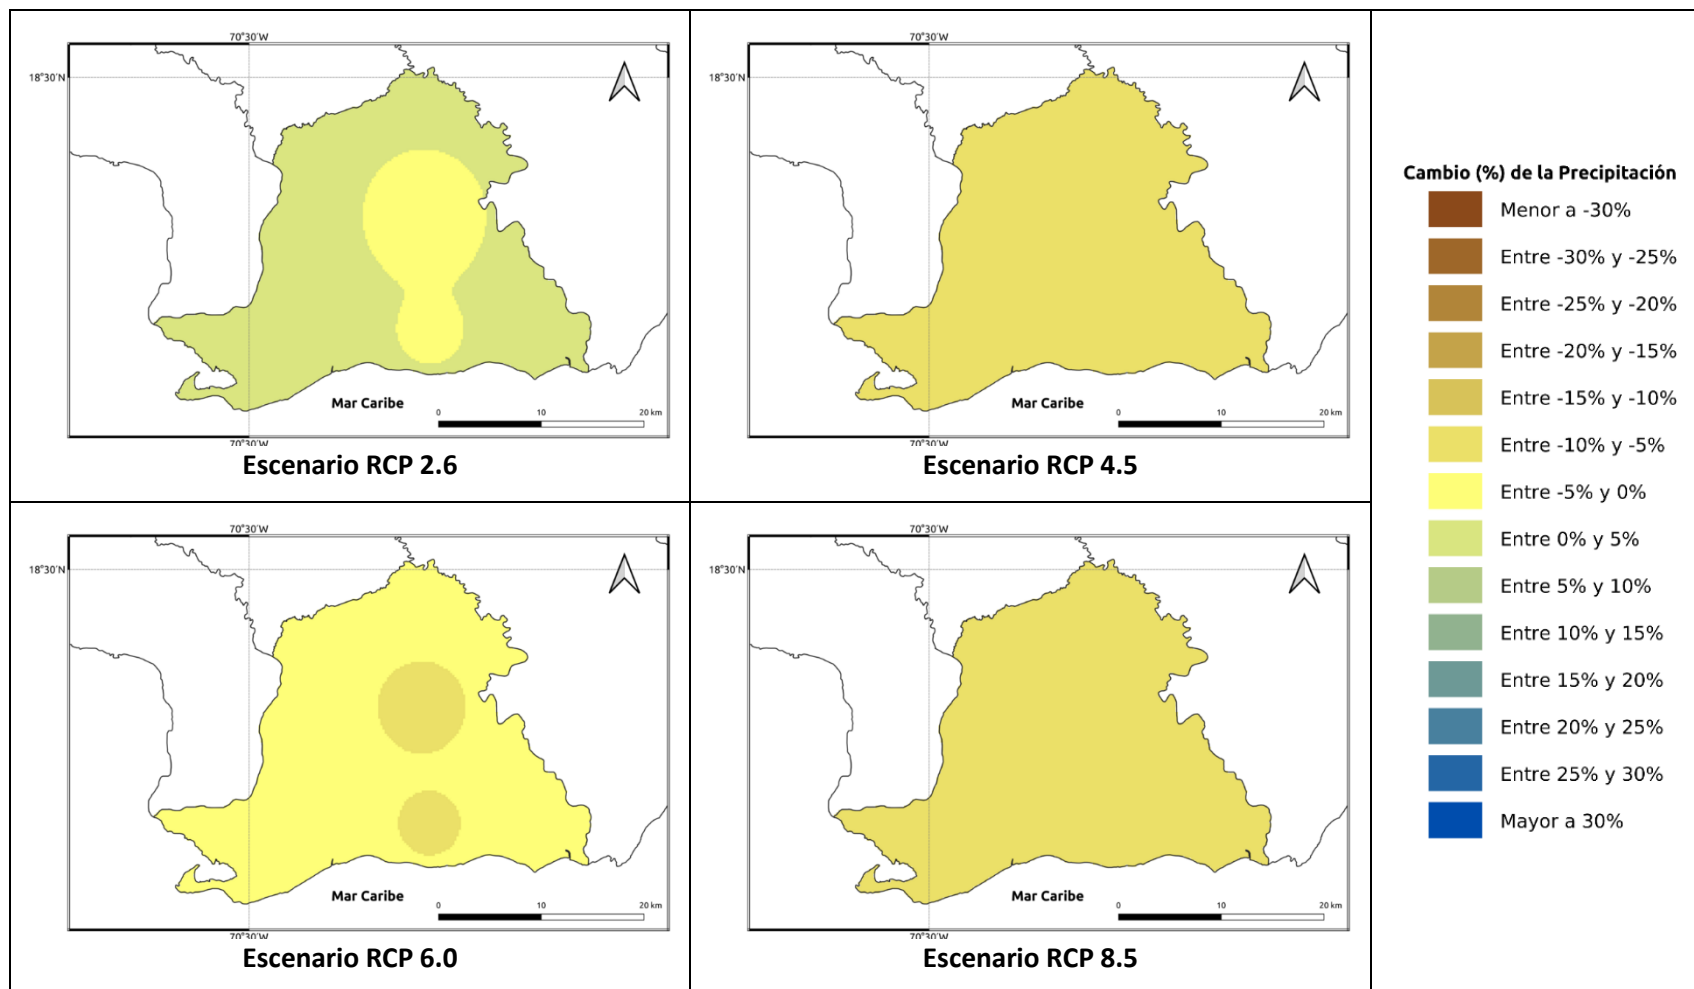 70°30'W
18°30'N
Mar Caribe
0 10 20 km
70°30'W
Escenario RCP 2.6
70°30'W
18°30'N
Mar Caribe
0 10 20 km
70°30'W
Escenario RCP 4.5
70°30'W
18°30'N
Mar Caribe
0 10 20 km
70°30'W
Escenario RCP 6.0
70°30'W
18°30'N
Mar Caribe
0 10 20 km
70°30'W
Escenario RCP 8.5
Cambio (%) de la Precipitación
Menor a -30%
Entre -30% y -25%
Entre -25% y -20%
Entre -20% y -15%
Entre -15% y -10%
Entre -10% y -5%
Entre -5% y 0%
Entre 0% y 5%
Entre 5% y 10%
Entre 10% y 15%
Entre 15% y 20%
Entre 20% y 25%
Entre 25% y 30%
Mayor a 30%